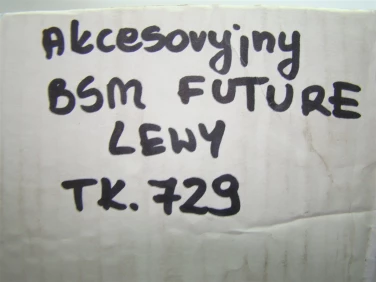 Akcesoryjny
BSM FUTURE
LEWY
TK.729